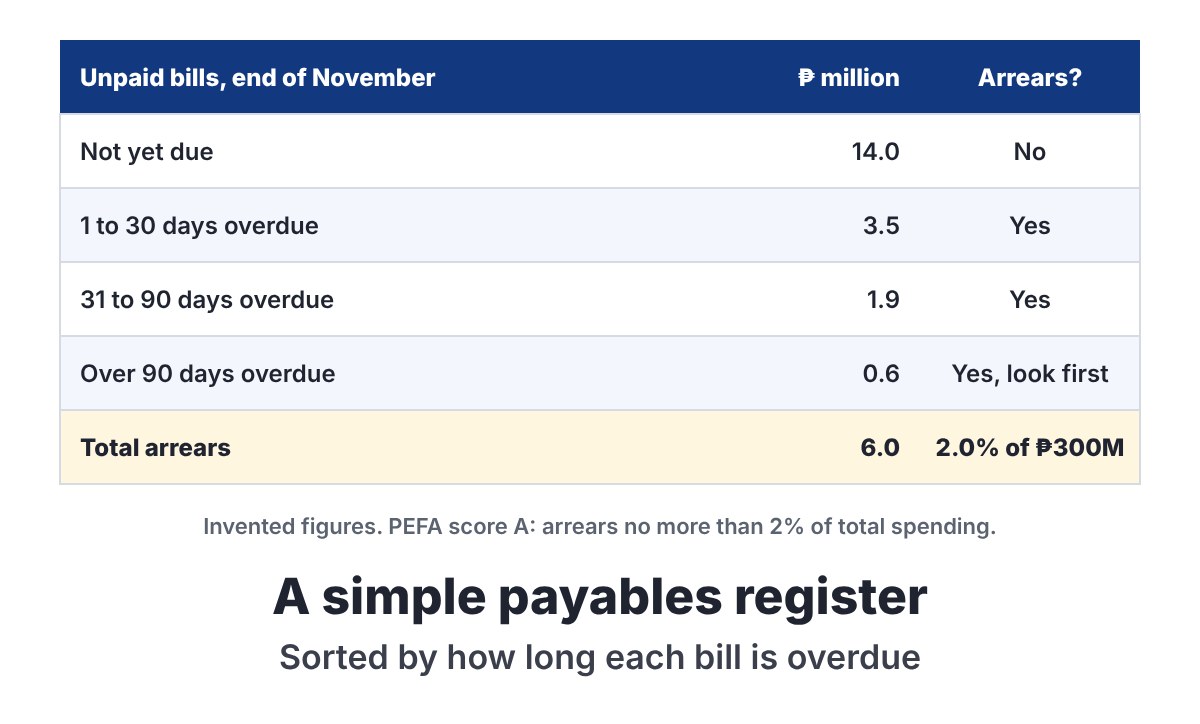 Unpaid bills, end of November ₱ million Arrears?
Not yet due 14.0 No
1 to 30 days overdue 3.5 Yes
31 to 90 days overdue 1.9 Yes
Over 90 days overdue 0.6 Yes, look first
Total arrears 6.0 2.0% of ₱300M
Invented figures. PEFA score A: arrears no more than 2% of total spending.
A simple payables register
Sorted by how long each bill is overdue